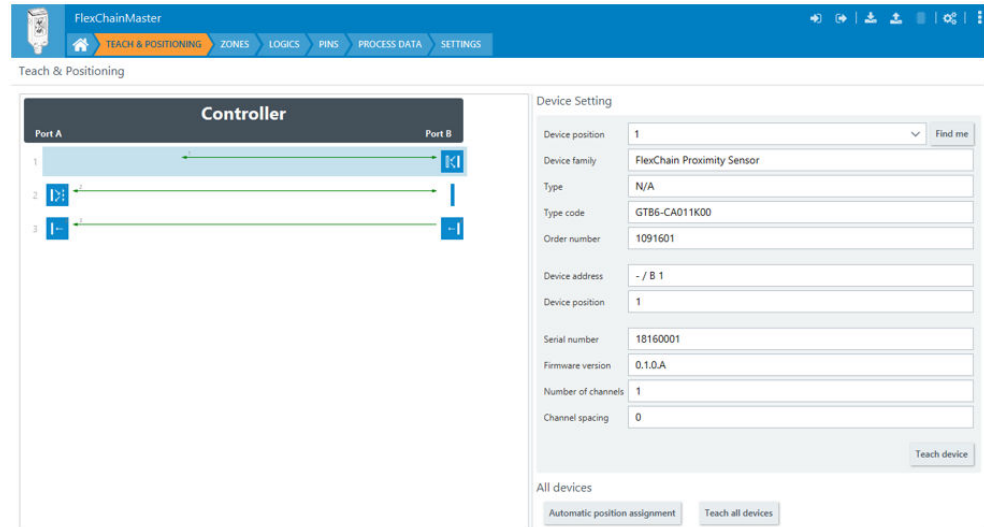 FlexChainMaster
TEACH & POSITIONING ZONES LOGICS PINS PROCESS DATA SETTINGS
Teach & Positioning
Controller
Port A Port B
1
2
3
Device Setting
Device position 1 Find me
Device family FlexChain Proximity Sensor
Type N/A
Type code GTB6-CA011K00
Order number 1091601
Device address - / B 1
Device position 1
Serial number 18160001
Firmware version 0.1.0.A
Number of channels 1
Channel spacing 0
Teach device
All devices
Automatic position assignment Teach all devices